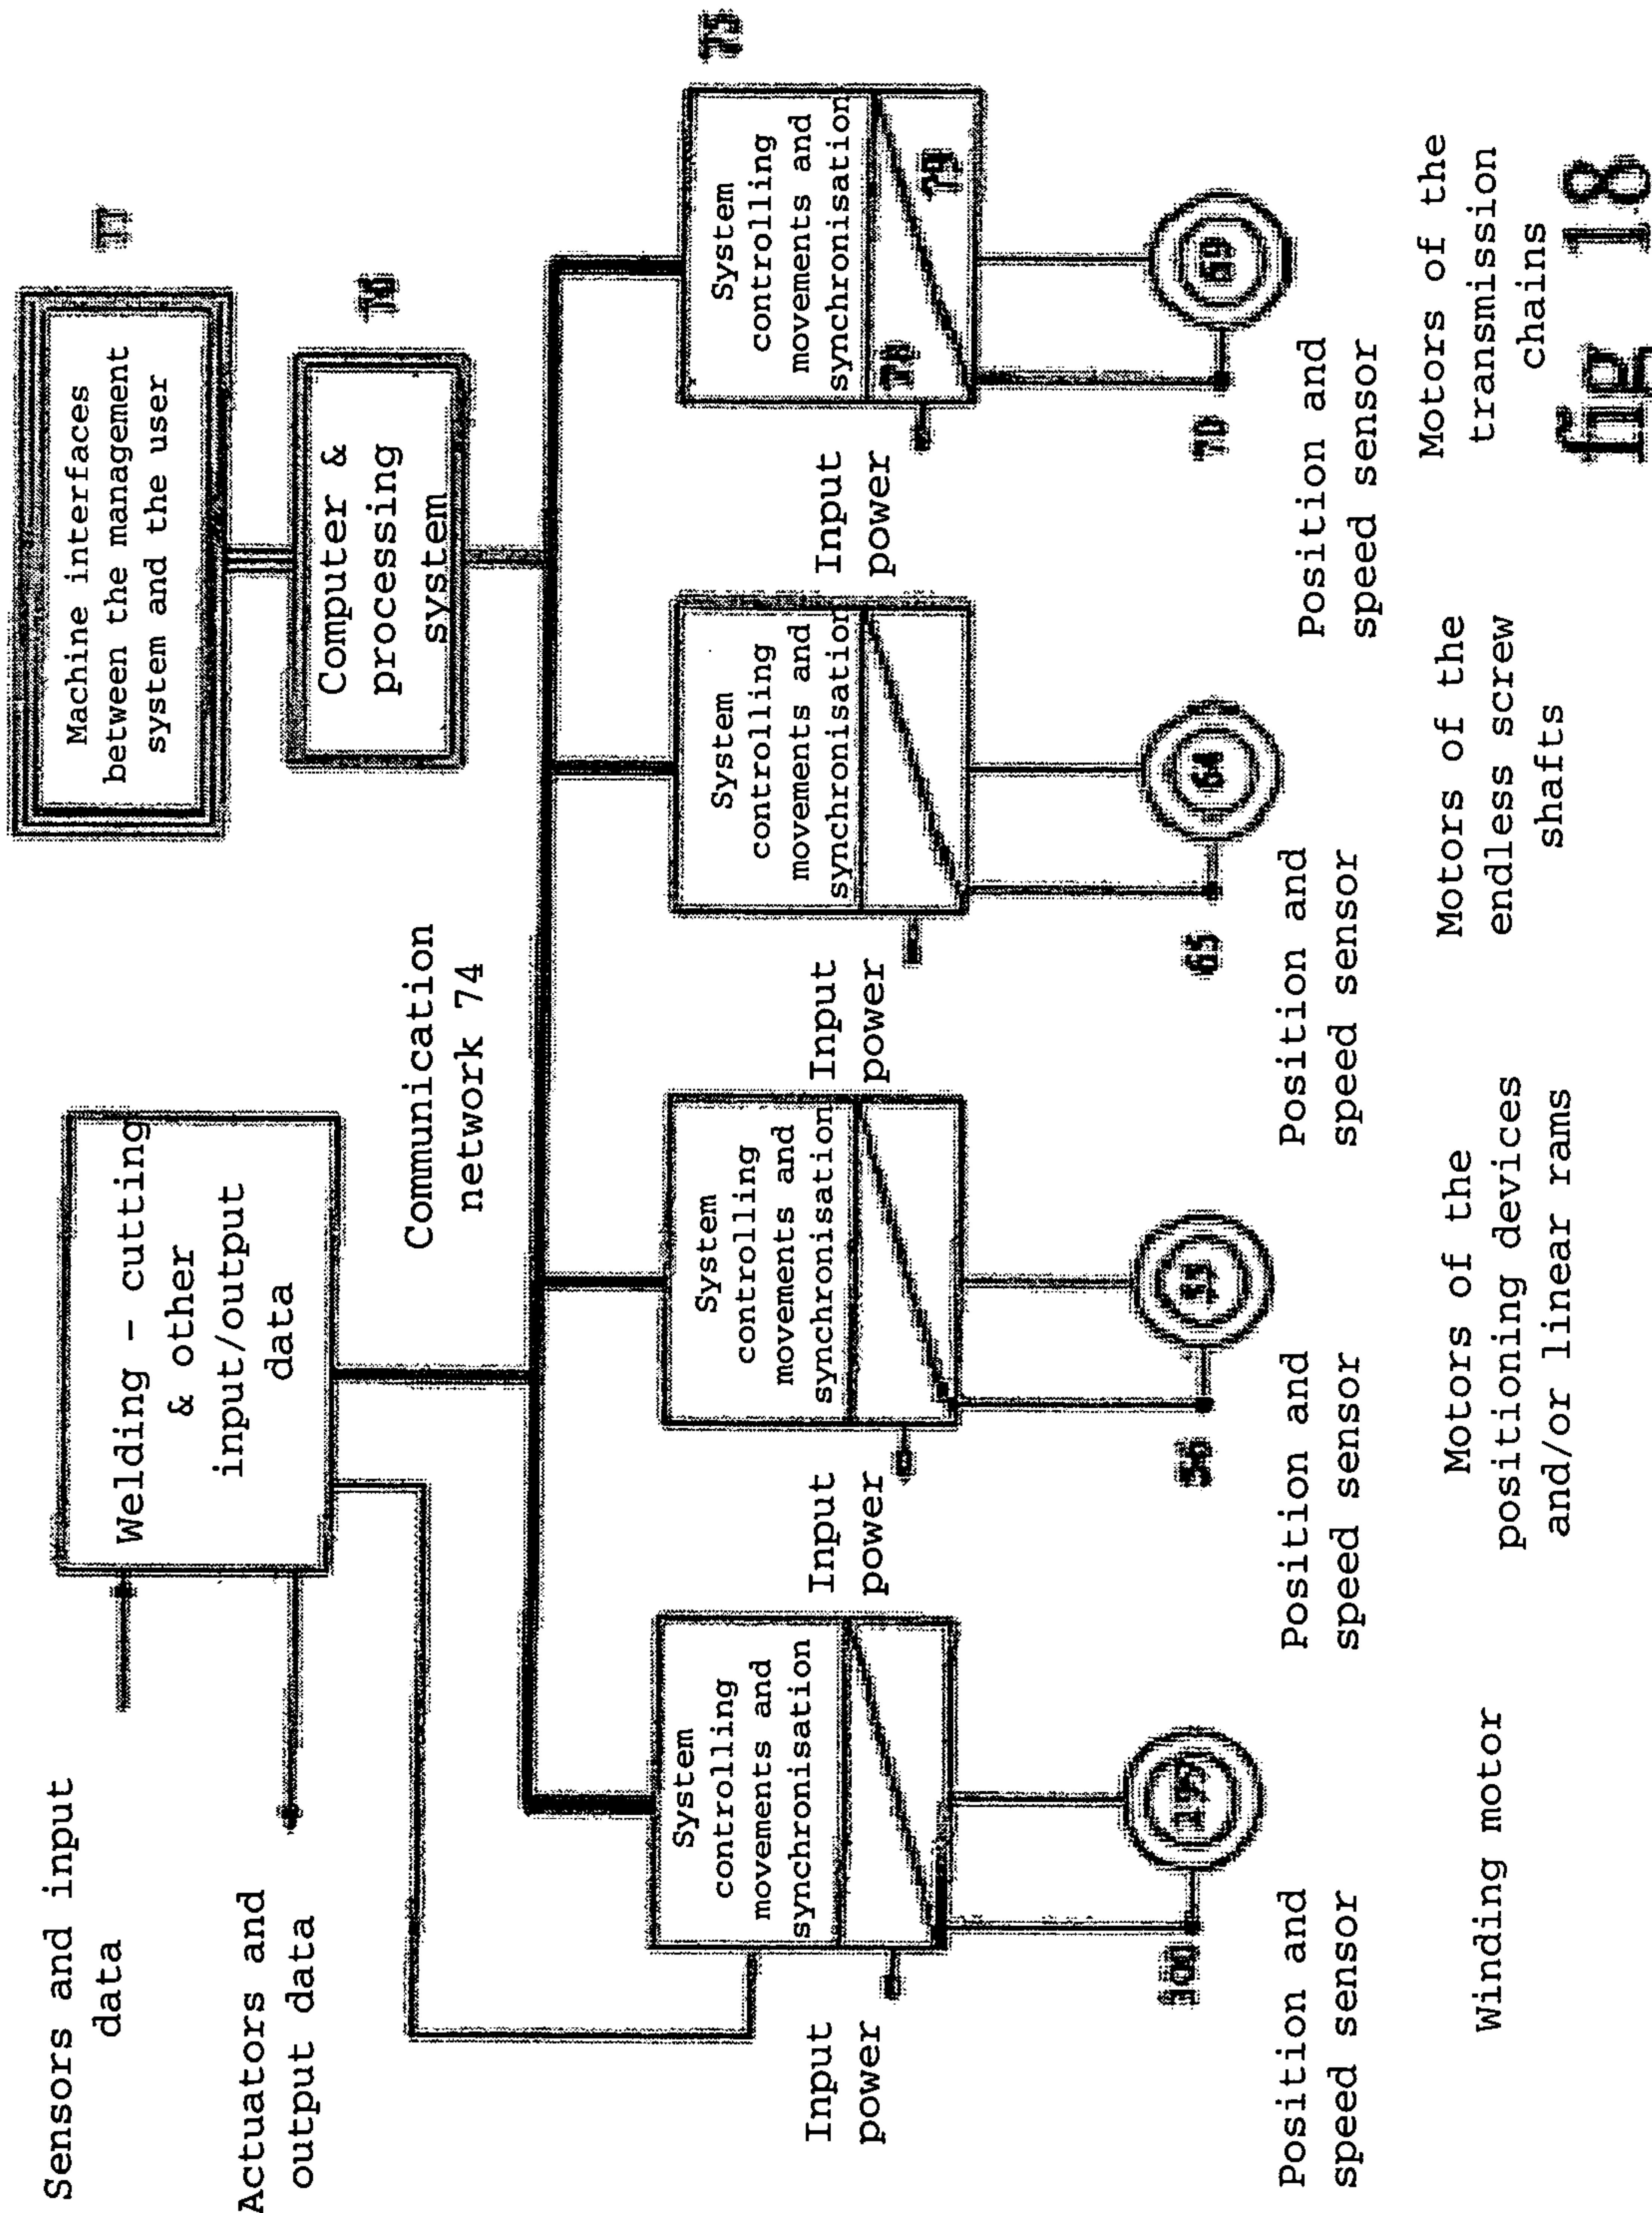 Sensors and input
data
Actuators and
output data
Welding - cutting
& other
input/output
data
Machine interfaces
between the management
system and the user
77
Computer &
processing
system
76
Communication
network 74
System
controlling
movements and
synchronisation
System
controlling
movements and
synchronisation
System
controlling
movements and
synchronisation
System
controlling
movements and
synchronisation
75
78
79
Input
power
Input
power
Input
power
Input
power
100
56
64
65
69
70
Position and
speed sensor
Position and
speed sensor
Position and
speed sensor
Position and
speed sensor
Winding motor
Motors of the
positioning devices
and/or linear rams
Motors of the
endless screw
shafts
Motors of the
transmission
chains
fig 18